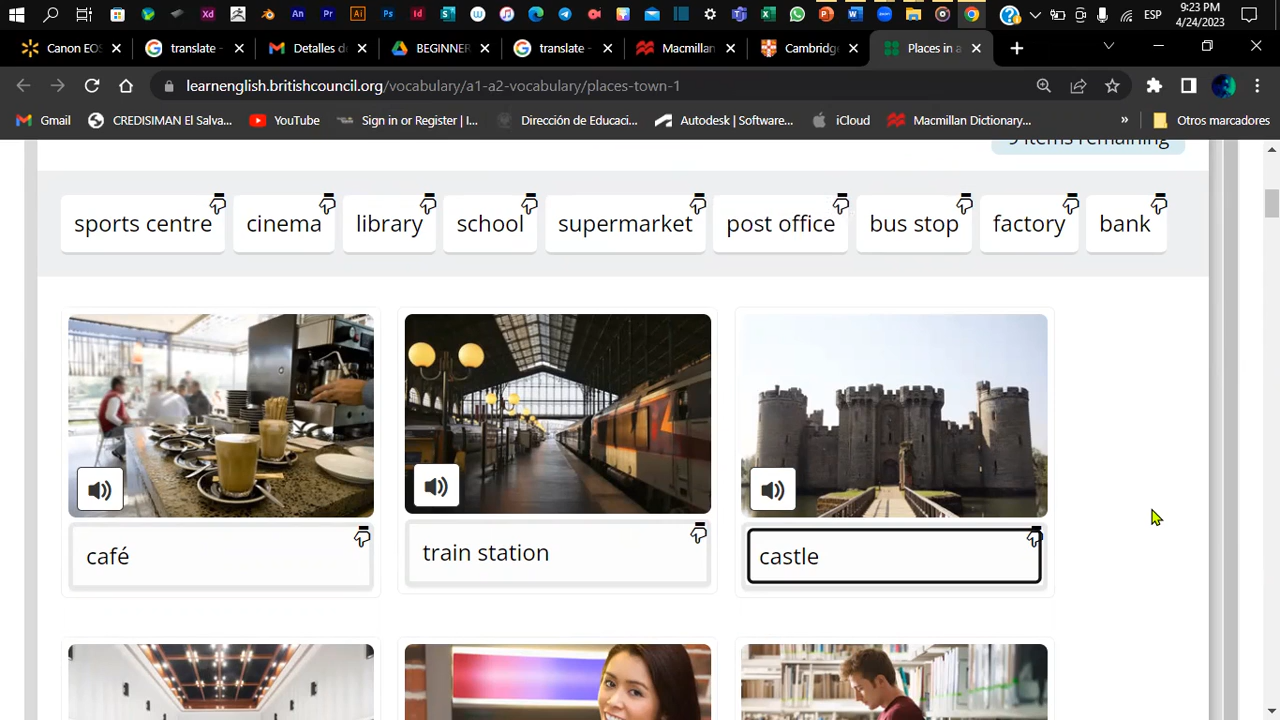 9:23 PM
ESP
4/24/2023
Canon EOS
translate -
Detalles d
BEGINNER
translate -
Macmillan
Cambridg
Places in a
learnenglish.britishcouncil.org/vocabulary/a1-a2-vocabulary/places-town-1
Gmail
CREDISIMAN El Salva...
YouTube
Sign in or Register | I...
Dirección de Educaci...
Autodesk | Software...
iCloud
Macmillan Dictionary...
»
Otros marcadores
9 items remaining
sports centre
cinema
library
school
supermarket
post office
bus stop
factory
bank
café
train station
castle